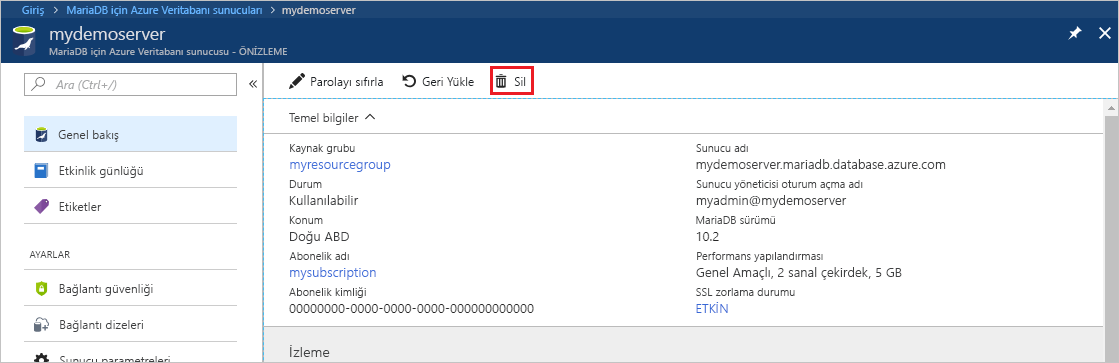 Giriş > MariaDB için Azure Veritabanı sunucuları > mydemoserver
mydemoserver
MariaDB için Azure Veritabanı sunucusu - ÖNİZLEME
Ara (Ctrl+/)
Genel bakış
Etkinlik günlüğü
Etiketler
AYARLAR
Bağlantı güvenliği
Bağlantı dizeleri
Sunucu parametreleri
Parolayı sıfırla Geri Yükle Sil
Temel bilgiler
Kaynak grubu
myresourcegroup
Durum
Kullanılabilir
Konum
Doğu ABD
Abonelik adı
mysubscription
Abonelik kimliği
00000000-0000-0000-0000-000000000000
Sunucu adı
mydemoserver.mariadb.database.azure.com
Sunucu yöneticisi oturum açma adı
myadmin@mydemoserver
MariaDB sürümü
10.2
Performans yapılandırması
Genel Amaçlı, 2 sanal çekirdek, 5 GB
SSL zorlama durumu
ETKİN
İzleme